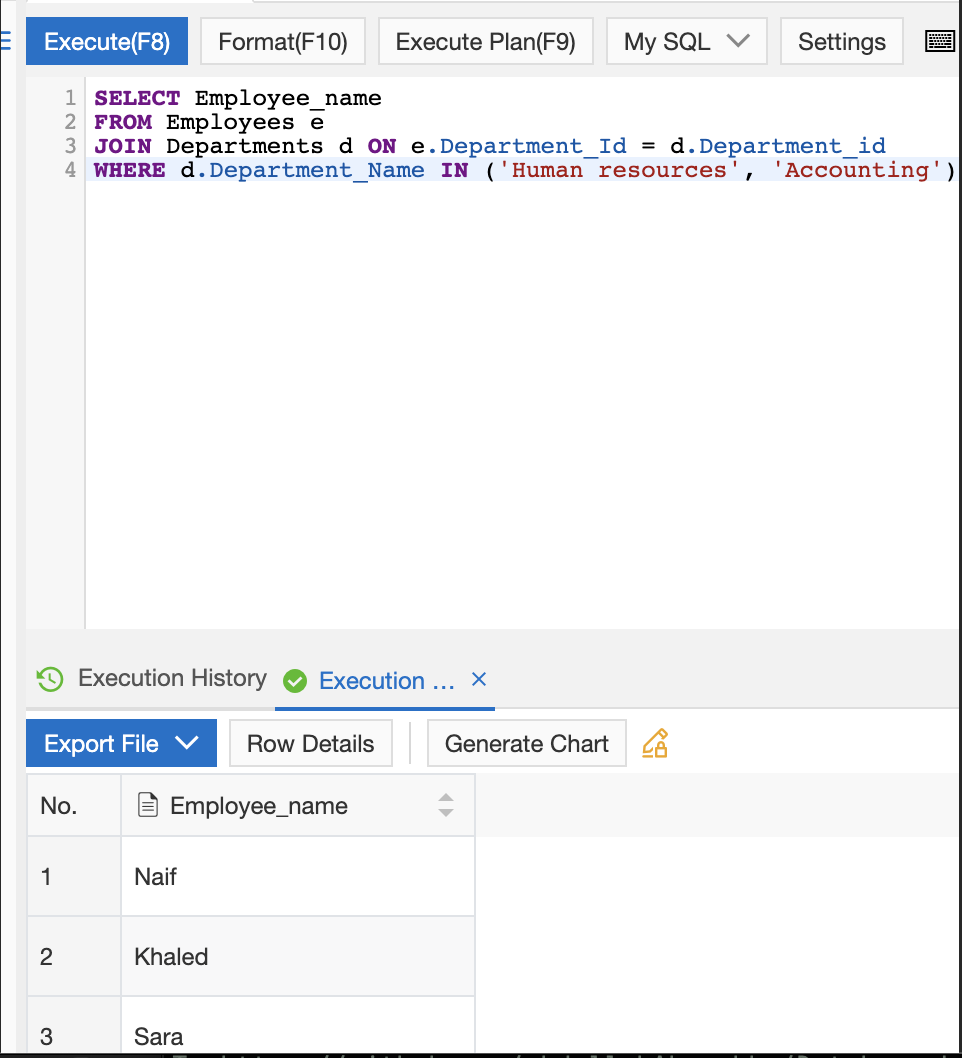 Execute(F8) Format(F10) Execute Plan(F9) My SQL Settings
1 SELECT Employee_name
2 FROM Employees e
3 JOIN Departments d ON e.Department_Id = d.Department_id
4 WHERE d.Department_Name IN ('Human resources', 'Accounting')
Execution History Execution ...
Export File Row Details Generate Chart
No. Employee_name
1 Naif
2 Khaled
3 Sara